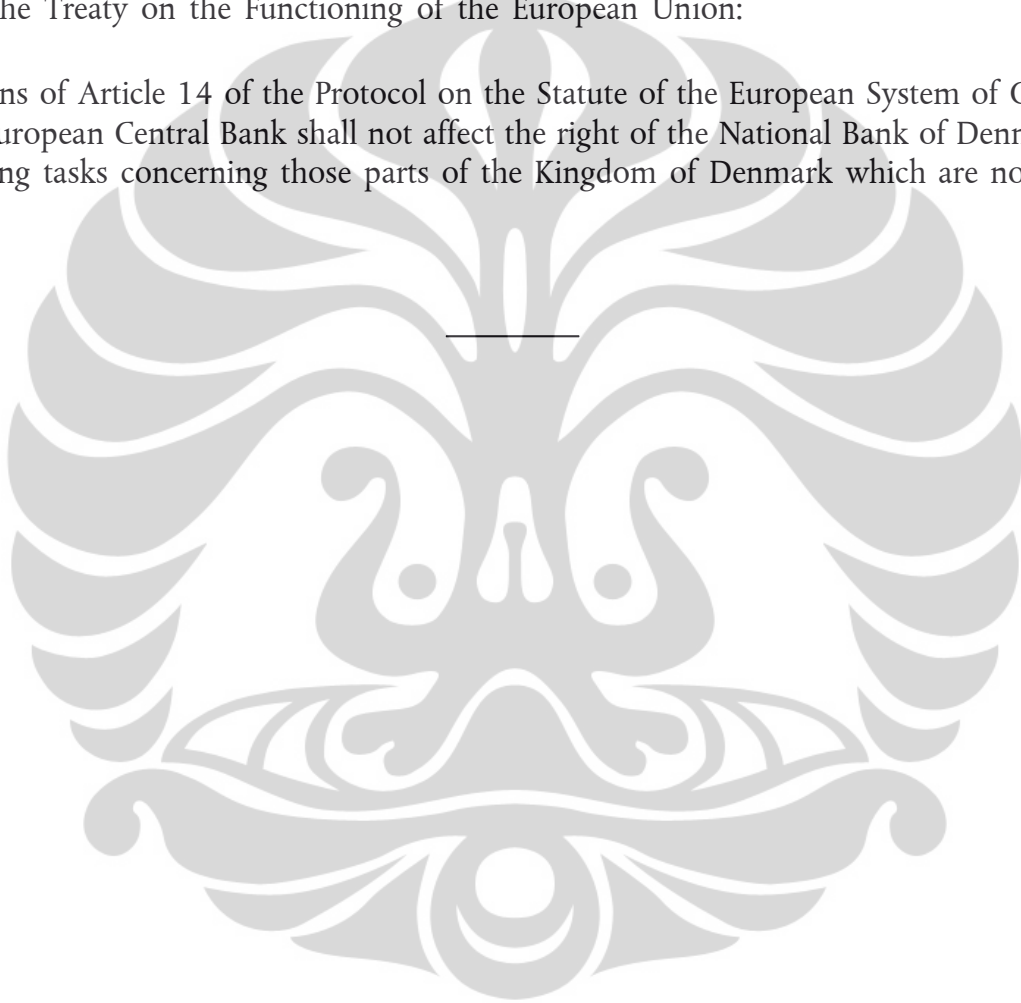 he Treaty on the Functioning of the European Union:
ns of Article 14 of the Protocol on the Statute of the European System of C
uropean Central Bank shall not affect the right of the National Bank of Den
ng tasks concerning those parts of the Kingdom of Denmark which are no